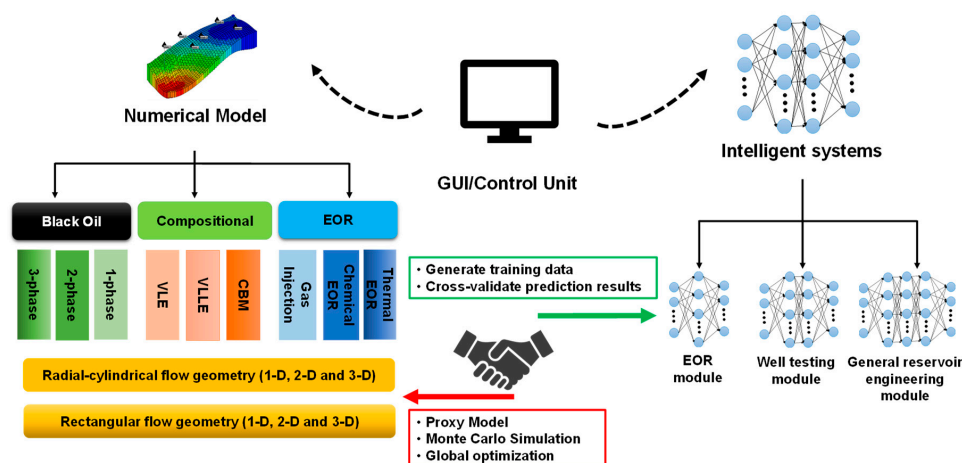 Numerical Model
GUI/Control Unit
Intelligent systems
Black Oil
Compositional
EOR
3-phase
2-phase
1-phase
VLE
VLLE
CBM
Gas
Injection
Chemical
EOR
Thermal
EOR
• Generate training data
• Cross-validate prediction results
EOR
module
Well testing
module
General reservoir
engineering
module
Radial-cylindrical flow geometry (1-D, 2-D and 3-D)
Rectangular flow geometry (1-D, 2-D and 3-D)
• Proxy Model
• Monte Carlo Simulation
• Global optimization